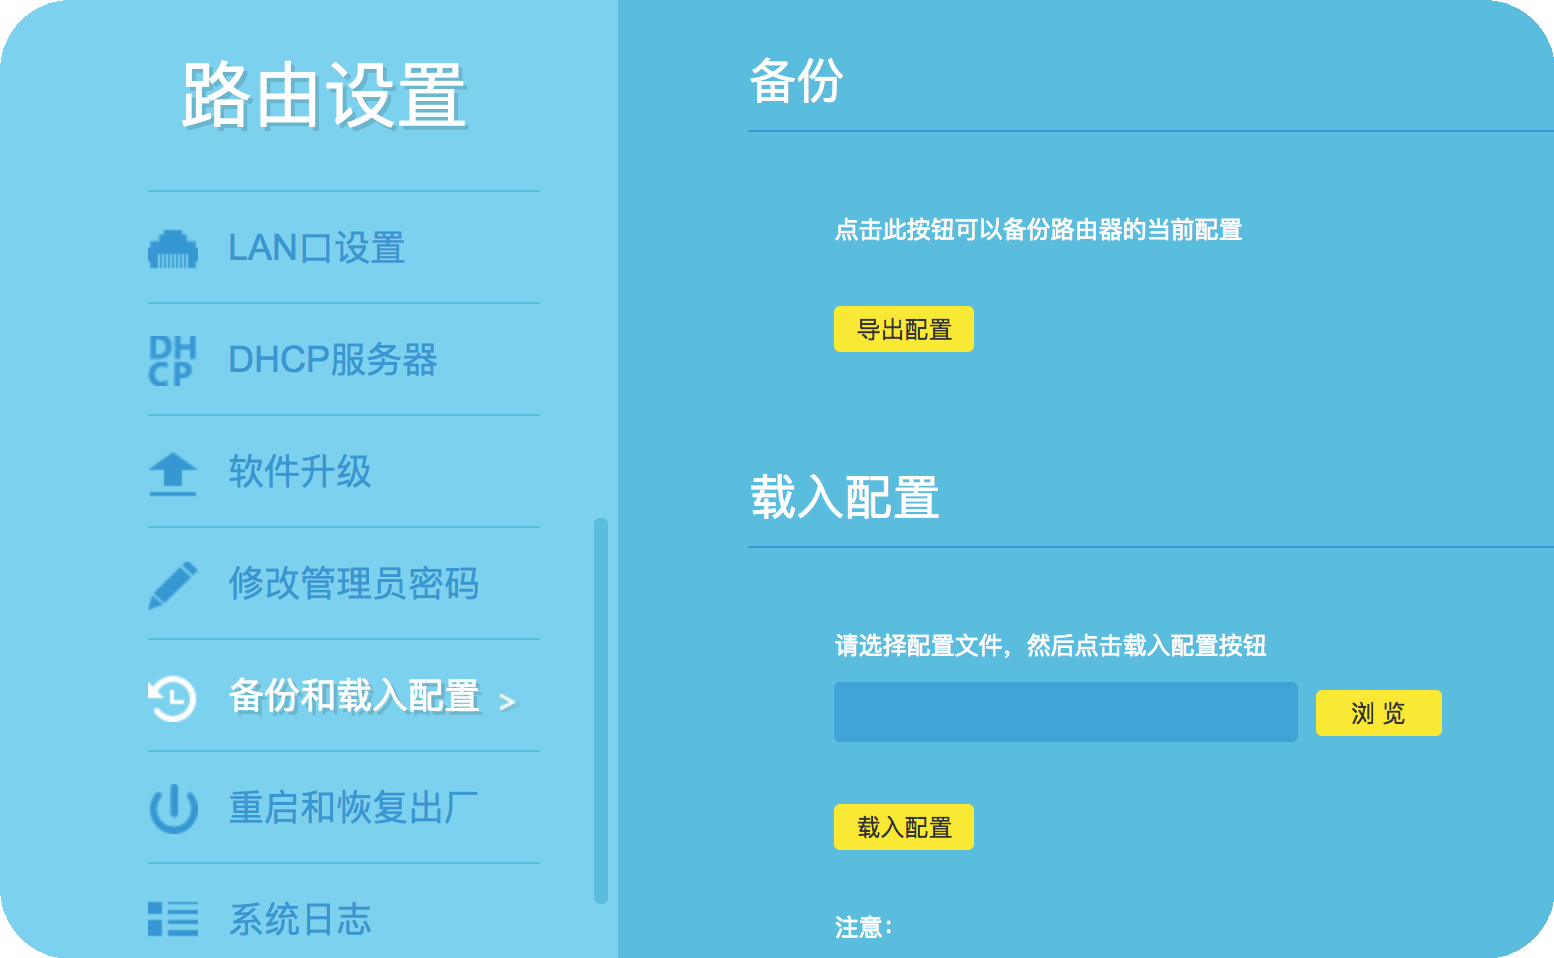 路由设置
LAN口设置
DHCP
DHCP服务器
软件升级
修改管理员密码
备份和载入配置 >
重启和恢复出厂
系统日志
备份
点击此按钮可以备份路由器的当前配置
导出配置
载入配置
请选择配置文件，然后点击载入配置按钮
浏 览
载入配置
注意：